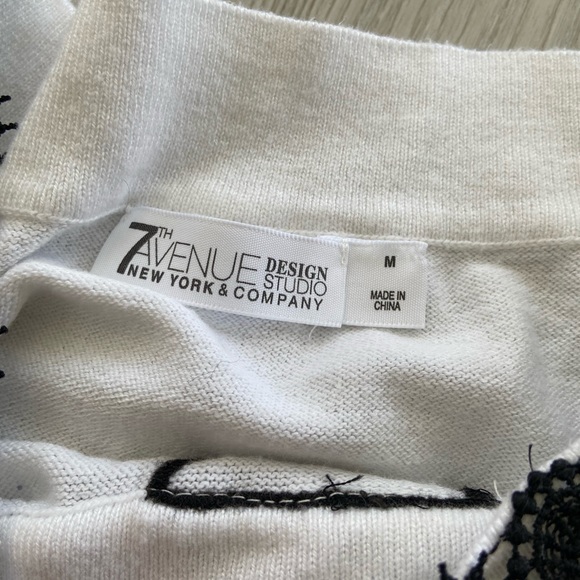 7TH AVENUE DESIGN STUDIO
NEW YORK & COMPANY
M
MADE IN
CHINA